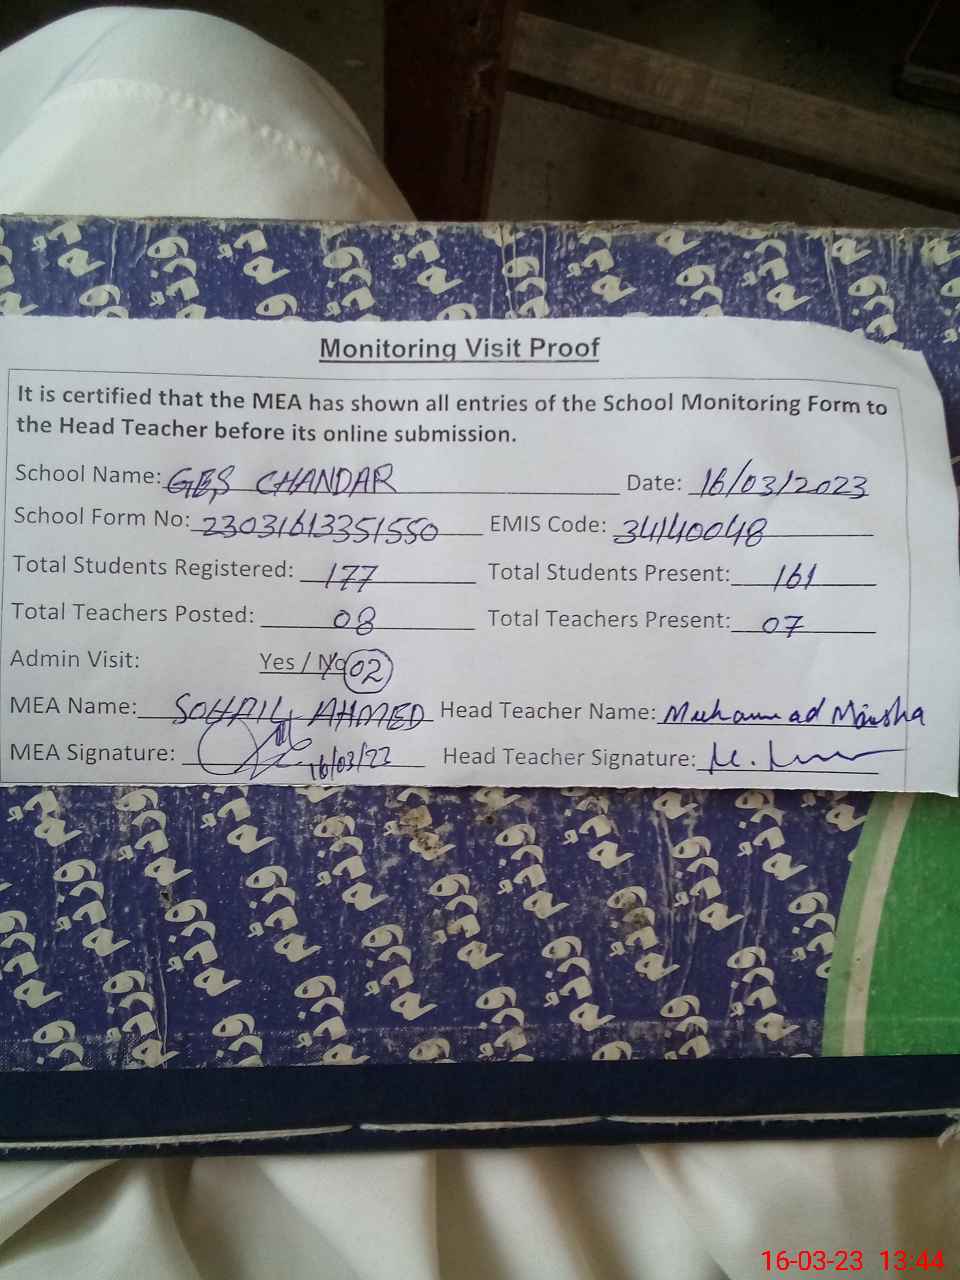 Monitoring Visit Proof
It is certified that the MEA has shown all entries of the School Monitoring Form to
the Head Teacher before its online submission.
School Name: GES CHANDAR Date: 16/03/2023
School Form No: 23031613351550 EMIS Code: 34140048
Total Students Registered: 177 Total Students Present: 161
Total Teachers Posted: 08 Total Teachers Present: 07
Admin Visit: Yes / No 02
MEA Name: SOHAIL AHMED Head Teacher Name: Muhammad Mansha
MEA Signature: 16/03/23 Head Teacher Signature:
16-03-23 13:44